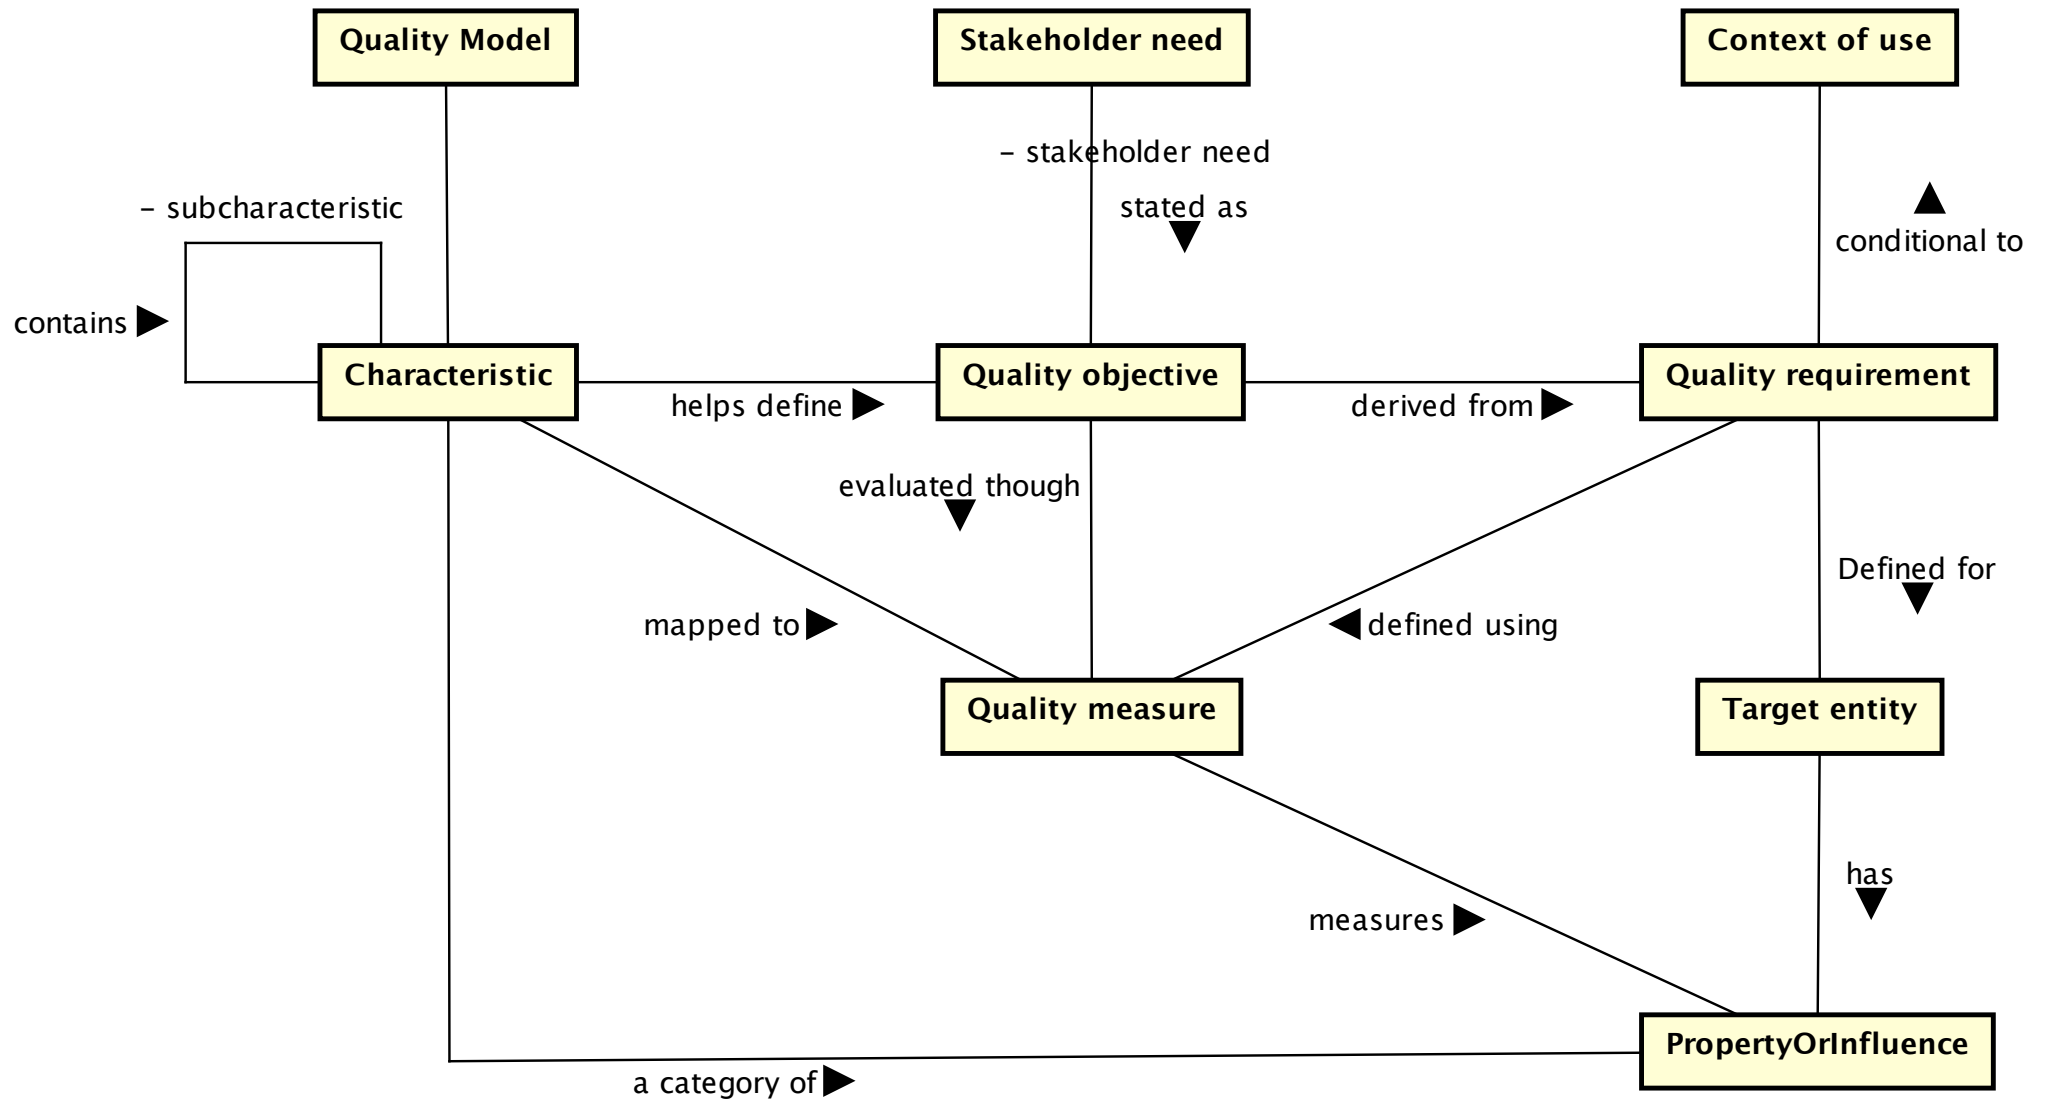 Quality Model
Stakeholder need
Context of use
– stakeholder need
– subcharacteristic
stated as
conditional to
contains
Characteristic
Quality objective
Quality requirement
helps define
derived from
evaluated though
Defined for
mapped to
defined using
Quality measure
Target entity
has
measures
PropertyOrInfluence
a category of